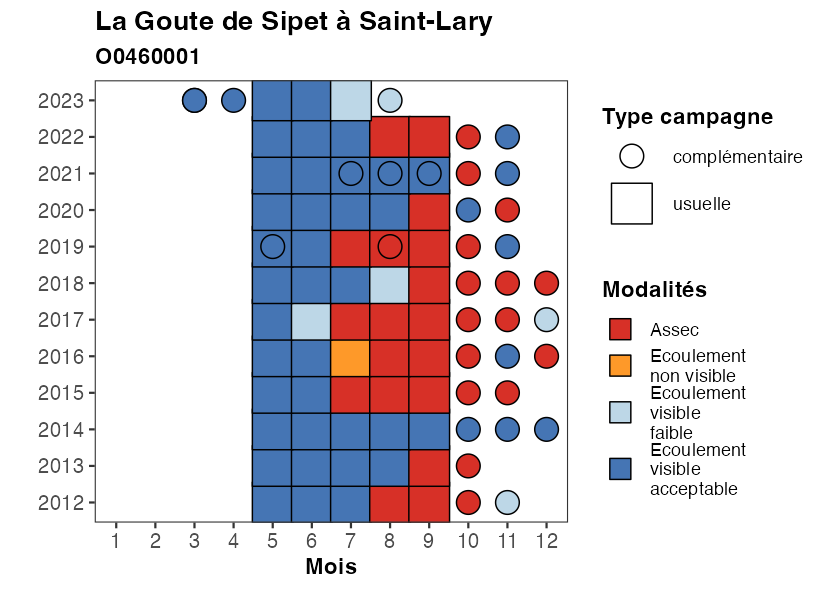 La Goute de Sipet à Saint-Lary
O0460001
2023
2022
2021
2020
2019
2018
2017
2016
2015
2014
2013
2012
1 2 3 4 5 6 7 8 9 10 11 12
Mois
Type campagne
complémentaire
usuelle
Modalités
Assec
Ecoulement
non visible
Ecoulement
visible
faible
Ecoulement
visible
acceptable